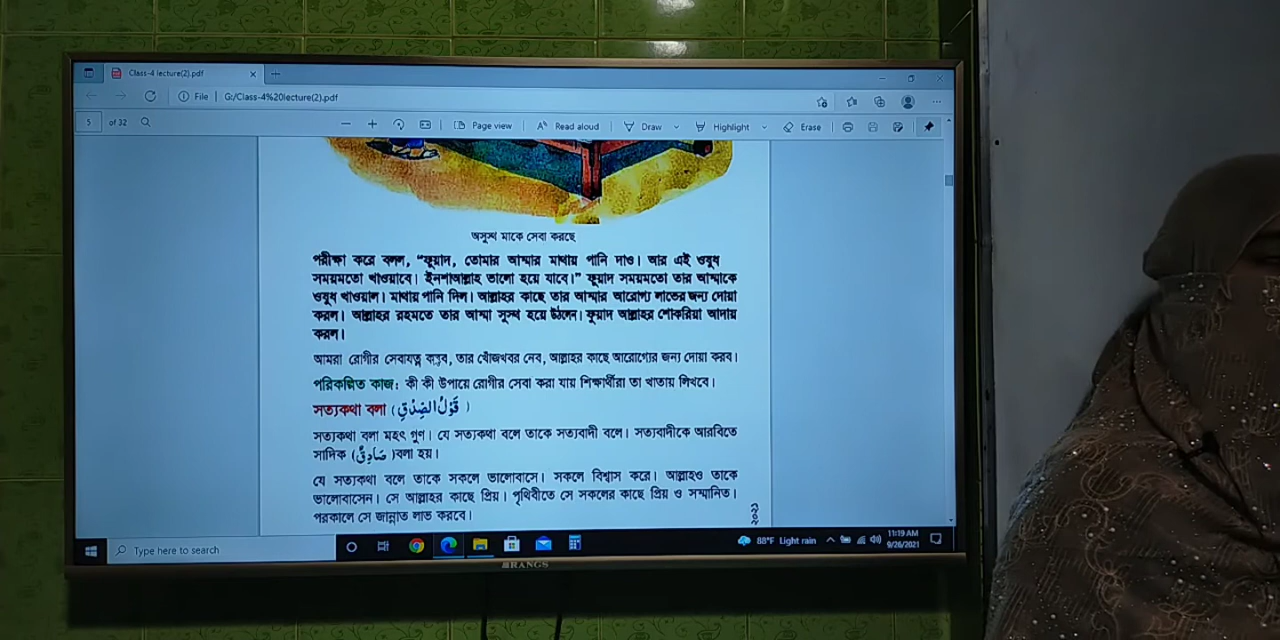 Class-4 lecture(2).pdf
File | G:/Class-4%20lecture(2).pdf
5 of 32
Page view
Read aloud
Draw
Highlight
Erase
অসুস্থ মাকে সেবা করছে
পরীক্ষা করে বলল, “ফুয়াদ, তোমার আম্মার মাথায় পানি দাও। আর এই ওষুধ
সময়মতো খাওয়াবে। ইনশাআল্লাহ ভালো হয়ে যাবে।” ফুয়াদ সময়মতো তার আম্মাকে
ওষুধ খাওয়াল। মাথায় পানি দিল। আল্লাহর কাছে তার আম্মার আরোগ্য লাভের জন্য দোয়া
করল। আল্লাহর রহমতে তার আম্মা সুস্থ হয়ে উঠলেন। ফুয়াদ আল্লাহর শোকরিয়া আদায়
করল।
আমরা রোগীর সেবাযত্ন করব, তার খোঁজখবর নেব, আল্লাহর কাছে আরোগ্যের জন্য দোয়া করব।
পরিকল্পিত কাজ: কী কী উপায়ে রোগীর সেবা করা যায় শিক্ষার্থীরা তা খাতায় লিখবে।
সত্যকথা বলা (قَوْلُ الصِّدْقِ)
সত্যকথা বলা মহৎ গুণ। যে সত্যকথা বলে তাকে সত্যবাদী বলে। সত্যবাদীকে আরবিতে
সাদিক (صَادِقٌ) বলা হয়।
যে সত্যকথা বলে তাকে সকলে ভালোবাসে। সকলে বিশ্বাস করে। আল্লাহও তাকে
ভালোবাসেন। সে আল্লাহর কাছে প্রিয়। পৃথিবীতে সে সকলের কাছে প্রিয় ও সম্মানিত।
পরকালে সে জান্নাত লাভ করবে।
২০২১
Type here to search
88°F Light rain
11:19 AM
9/26/2021
RANGS